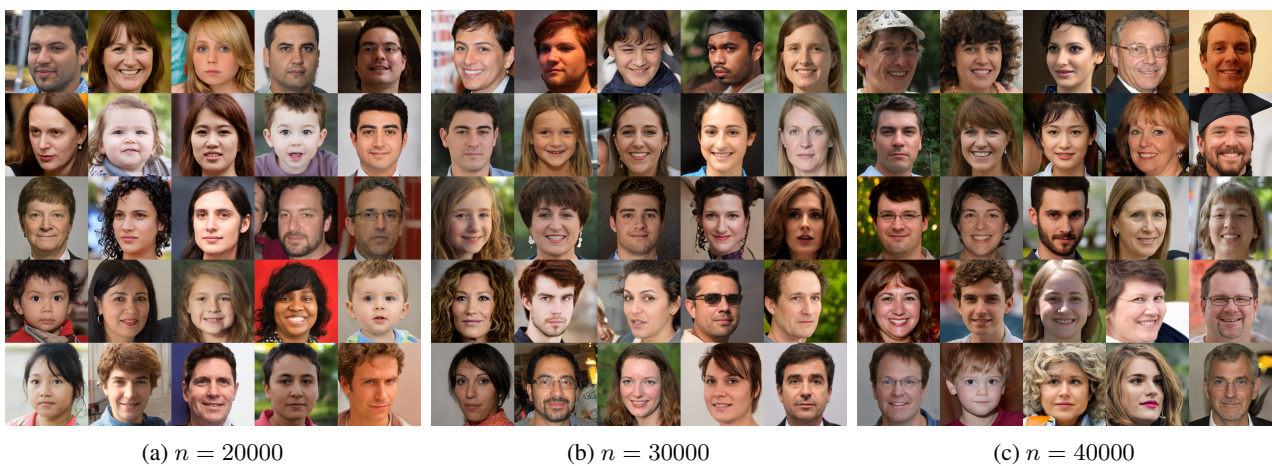 (a) n = 20000
(b) n = 30000
(c) n = 40000